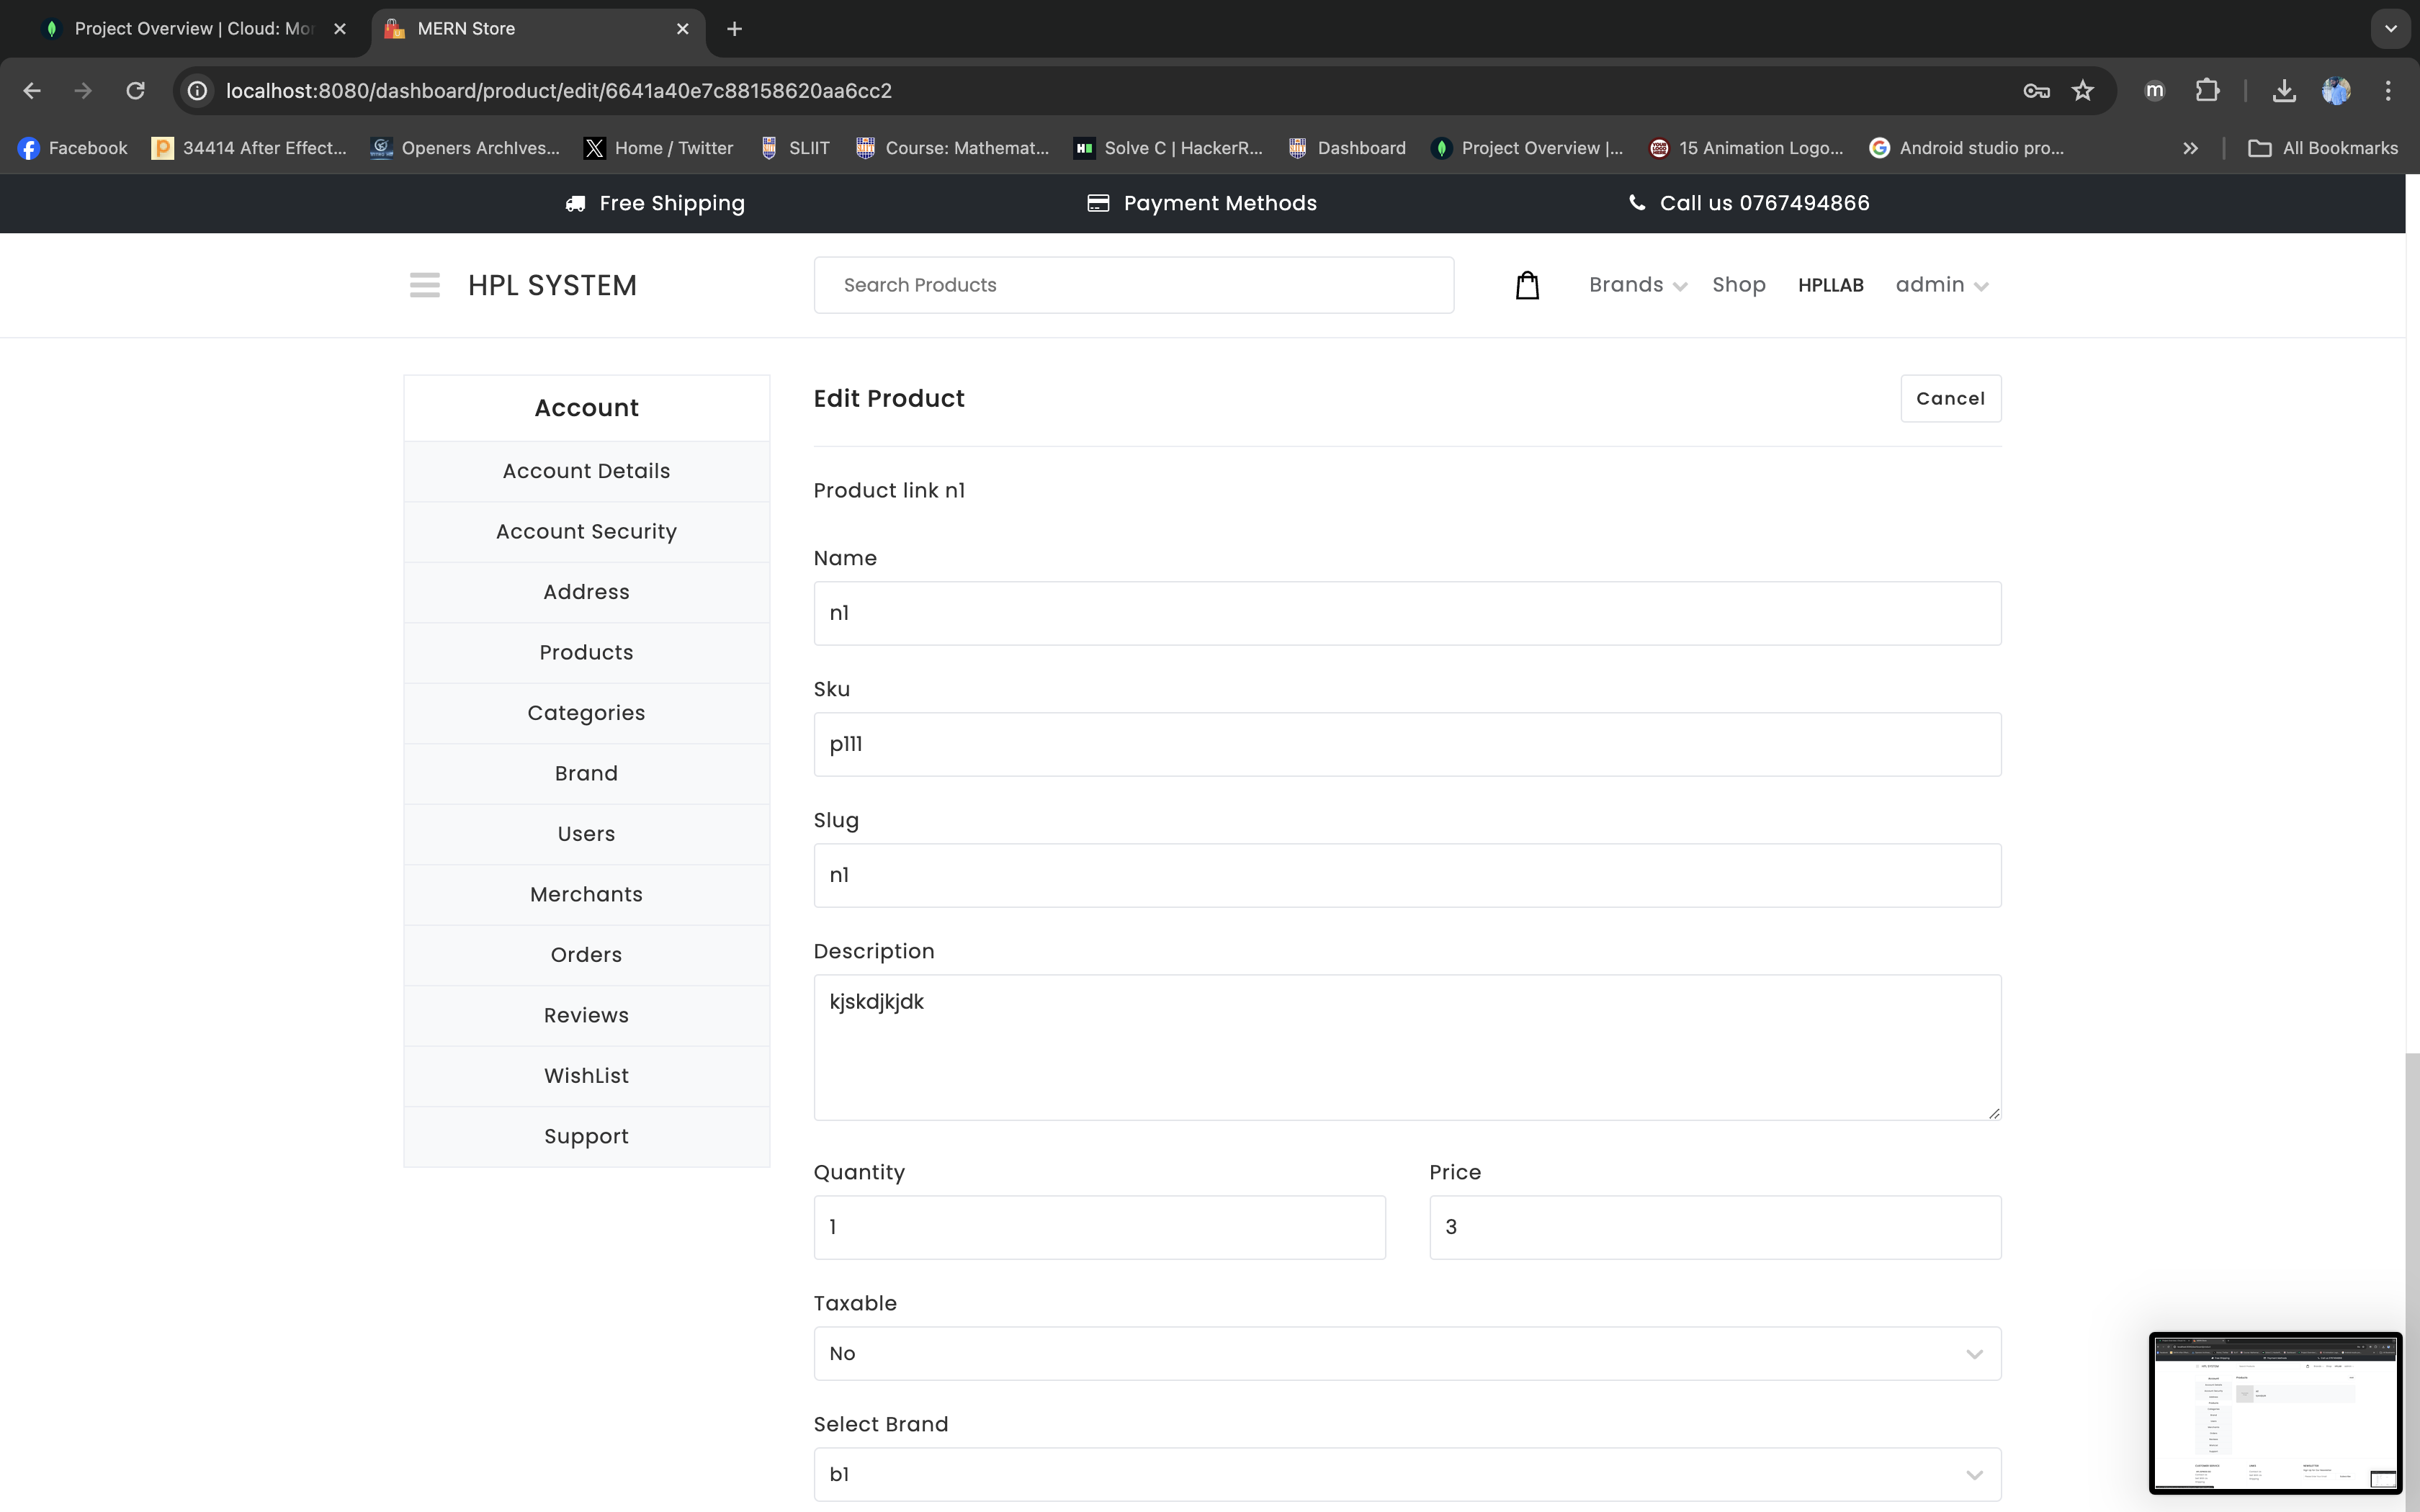 Project Overview | Cloud: Mor
MERN Store
localhost:8080/dashboard/product/edit/6641a40e7c88158620aa6cc2
Facebook
34414 After Effect...
Openers ArchIves...
Home / Twitter
SLIIT
Course: Mathemat...
Solve C | HackerR...
Dashboard
Project Overview |...
15 Animation Logo...
Android studio pro...
All Bookmarks
Free Shipping
Payment Methods
Call us 0767494866
HPL SYSTEM
Search Products
Brands
Shop
HPLLAB
admin
Account
Account Details
Account Security
Address
Products
Categories
Brand
Users
Merchants
Orders
Reviews
WishList
Support
Edit Product
Cancel
Product link n1
Name
n1
Sku
p111
Slug
n1
Description
kjskdjkjdk
Quantity
Price
1
3
Taxable
No
Select Brand
b1